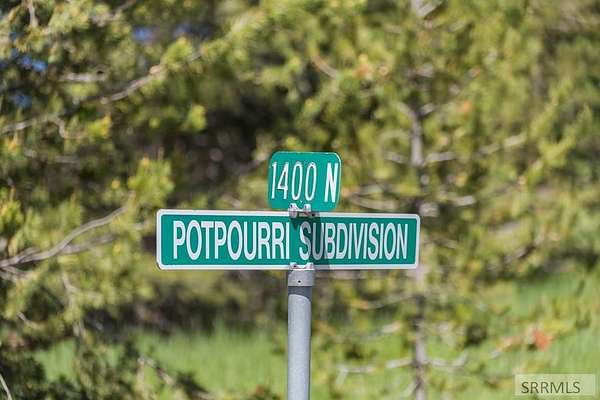 1400 N
POTPOURRI SUBDIVISION
SRRMLS